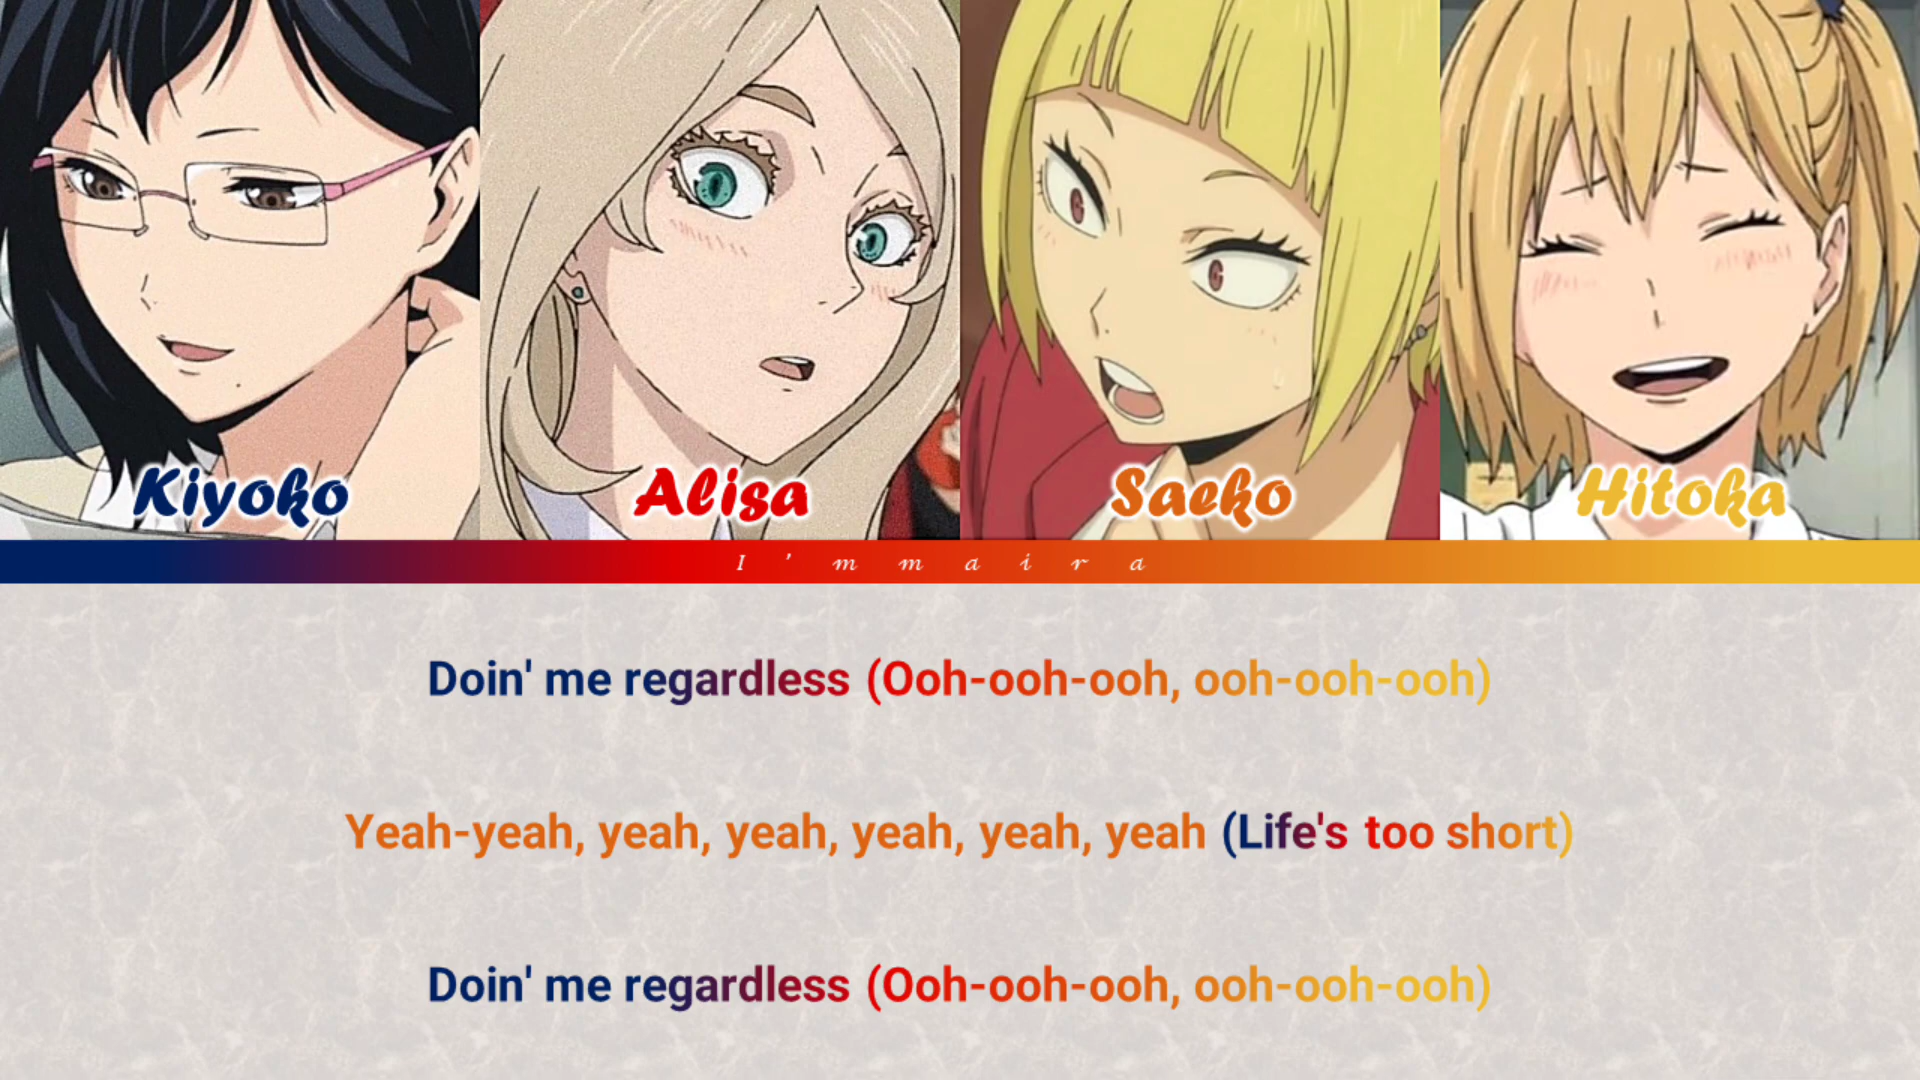 Kiyoko Alisa Saeko Hitoka
I'mmaira
Doin' me regardless (Ooh-ooh-ooh, ooh-ooh-ooh)
Yeah-yeah, yeah, yeah, yeah, yeah, yeah (Life's too short)
Doin' me regardless (Ooh-ooh-ooh, ooh-ooh-ooh)